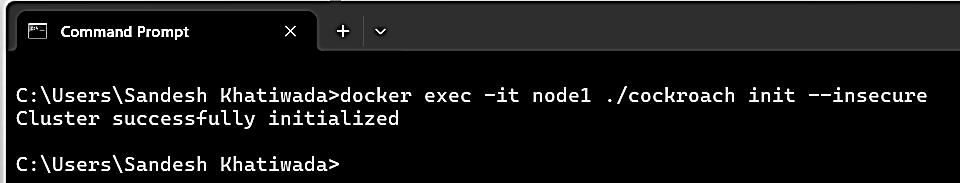 Command Prompt
C:\Users\Sandesh Khatiwada>docker exec -it node1 ./cockroach init --insecure
Cluster successfully initialized
C:\Users\Sandesh Khatiwada>